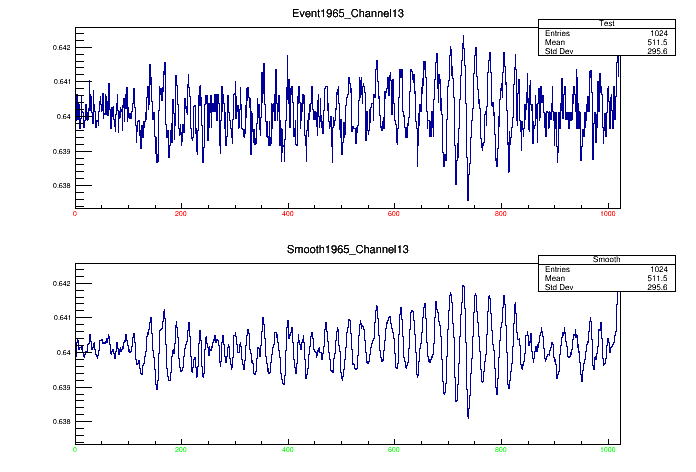 Event1965_Channel13
Test
Entries 1024
Mean 511.5
Std Dev 295.6
0.642
0.641
0.64
0.639
0.638
0 200 400 600 800 1000
Smooth1965_Channel13
Smooth
Entries 1024
Mean 511.5
Std Dev 295.6
0.642
0.641
0.64
0.639
0.638
0 200 400 600 800 1000